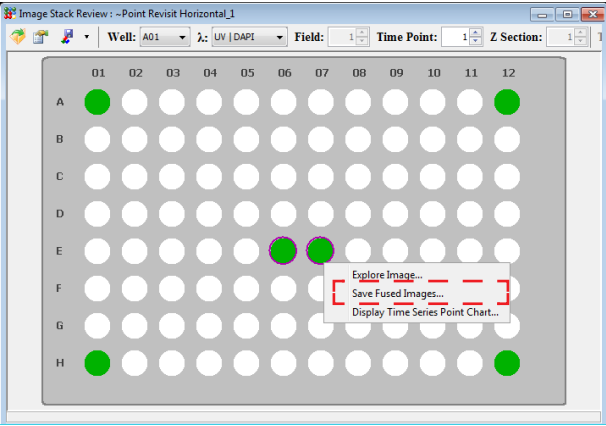 Image Stack Review : ~Point Revisit Horizontal_1
Well: A01 λ: UV | DAPI Field: 1 Time Point: 1 Z Section: 1
01 02 03 04 05 06 07 08 09 10 11 12
A
B
C
D
E
Explore Image...
F
Save Fused Images...
Display Time Series Point Chart...
G
H